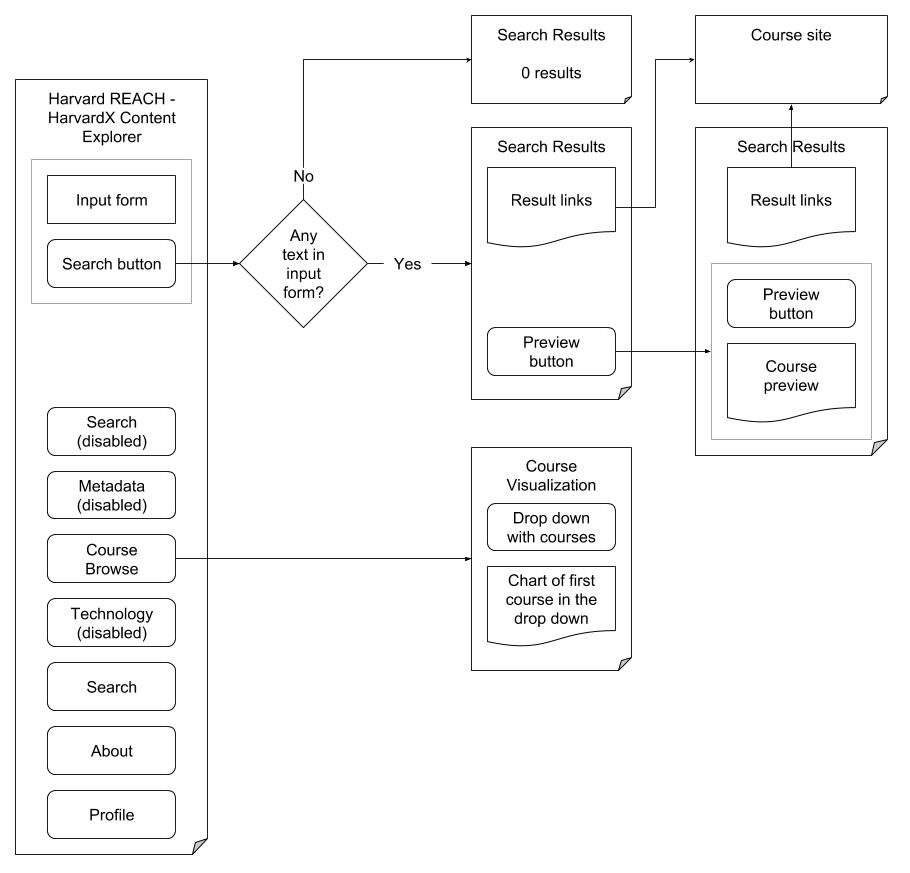 Harvard REACH -
HarvardX Content
Explorer
Input form
Search button
Search
(disabled)
Metadata
(disabled)
Course
Browse
Technology
(disabled)
Search
About
Profile
No
Any
text in
input
form?
Yes
Search Results
0 results
Search Results
Result links
Preview
button
Course
Visualization
Drop down
with courses
Chart of first
course in the
drop down
Course site
Search Results
Result links
Preview
button
Course
preview